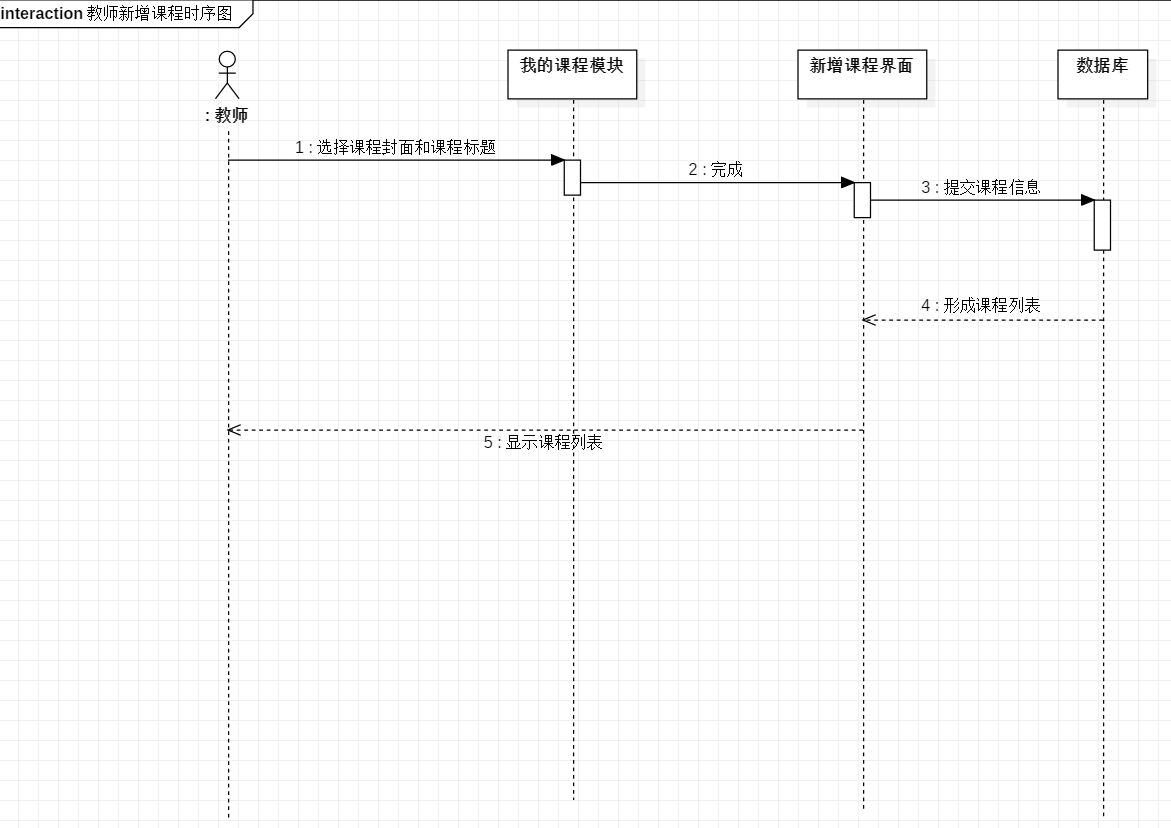 interaction 教师新增课程时序图
我的课程模块
新增课程界面
数据库
: 教师
1 : 选择课程封面和课程标题
2 : 完成
3 : 提交课程信息
4 : 形成课程列表
5 : 显示课程列表